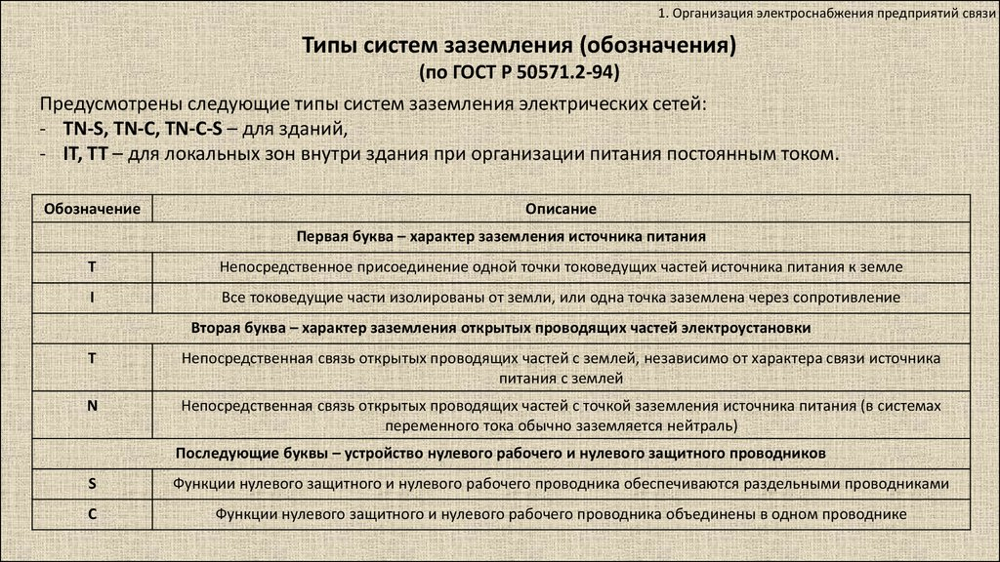 1. Организация электроснабжения предприятий связи
Типы систем заземления (обозначения)
(по ГОСТ Р 50571.2-94)
Предусмотрены следующие типы систем заземления электрических сетей:
- TN-S, TN-C, TN-C-S – для зданий,
- IT, TT – для локальных зон внутри здания при организации питания постоянным током.
Обозначение Описание
Первая буква – характер заземления источника питания
T Непосредственное присоединение одной точки токоведущих частей источника питания к земле
I Все токоведущие части изолированы от земли, или одна точка заземлена через сопротивление
Вторая буква – характер заземления открытых проводящих частей электроустановки
T Непосредственная связь открытых проводящих частей с землей, независимо от характера связи источника
питания с землей
N Непосредственная связь открытых проводящих частей с точкой заземления источника питания (в системах
переменного тока обычно заземляется нейтраль)
Последующие буквы – устройство нулевого рабочего и нулевого защитного проводников
S Функции нулевого защитного и нулевого рабочего проводника обеспечиваются раздельными проводниками
C Функции нулевого защитного и нулевого рабочего проводника объединены в одном проводнике